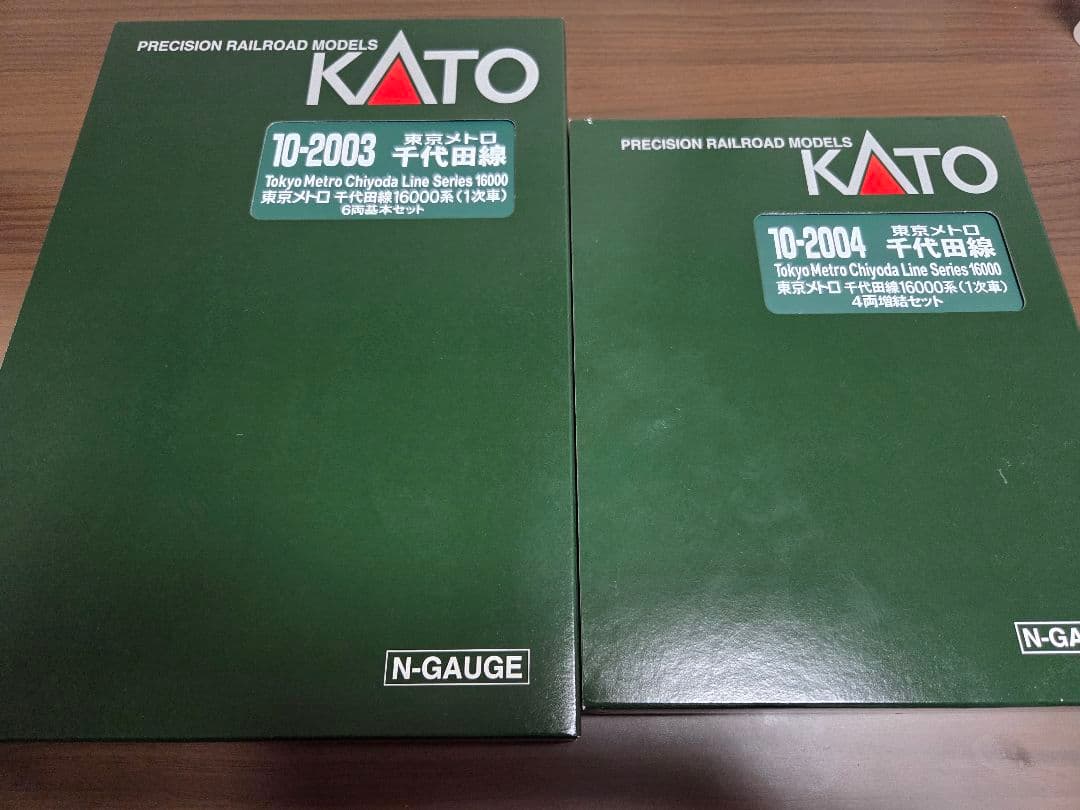 PRECISION RAILROAD MODELS
KATO
10-2003 東京メトロ 千代田線
Tokyo Metro Chiyoda Line Series 16000
東京メトロ 千代田線16000系(1次車)
6両基本セット
N-GAUGE
PRECISION RAILROAD MODELS
KATO
10-2004 東京メトロ 千代田線
Tokyo Metro Chiyoda Line Series 16000
東京メトロ 千代田線16000系(1次車)
4両増結セット
N-GA